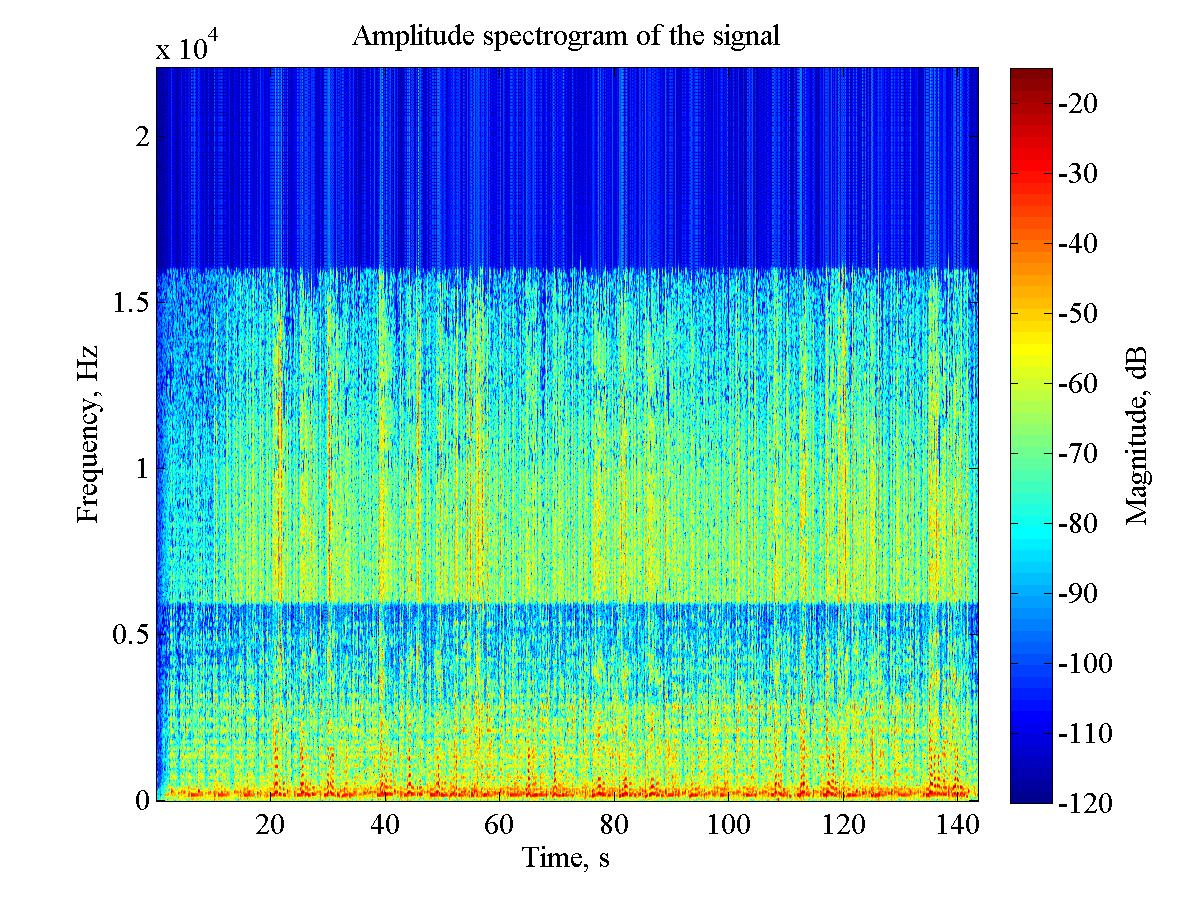 Amplitude spectrogram of the signal
x 10^4
2
1.5
1
0.5
0
Frequency, Hz
20 40 60 80 100 120 140
Time, s
-20
-30
-40
-50
-60
-70
-80
-90
-100
-110
-120
Magnitude, dB